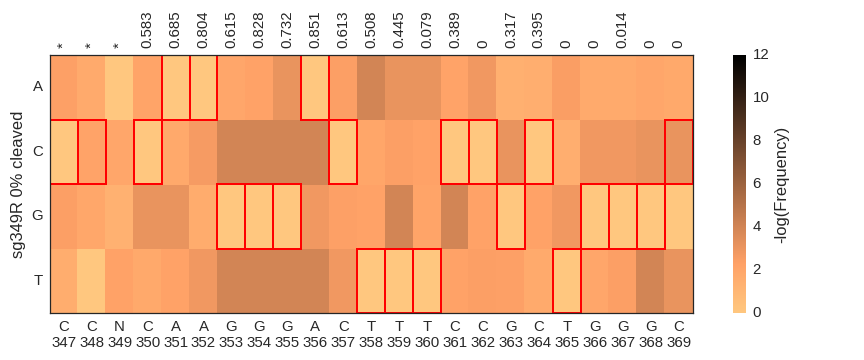 * * * 0.583 0.685 0.804 0.615 0.828 0.732 0.851 0.613 0.508 0.445 0.079 0.389 0 0.317 0.395 0 0 0.014 0 0
sg349R 0% cleaved
A
C
G
T
C C N C A A G G G A C T T T C C G C T G G G C
347 348 349 350 351 352 353 354 355 356 357 358 359 360 361 362 363 364 365 366 367 368 369
12
10
8
6
4
2
0
-log(Frequency)